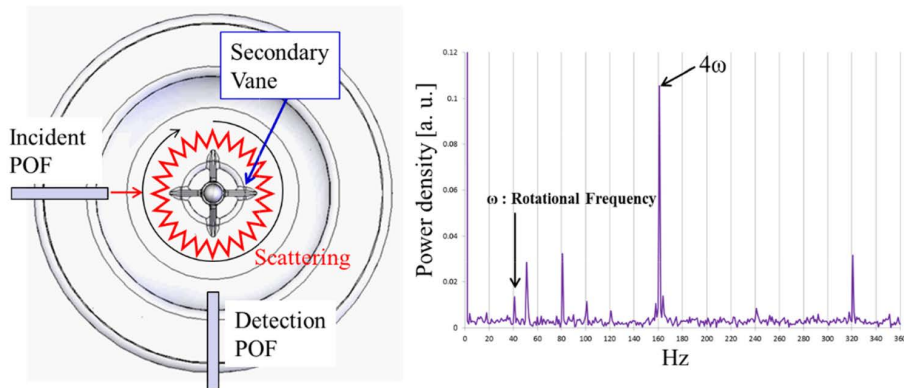 Secondary
Vane
Incident
POF
Scattering
Detection
POF
Power density [a. u.]
0.12
0.1
0.08
0.06
0.04
0.02
0
4ω
ω : Rotational Frequency
0 20 40 60 80 100 120 140 160 180 200 220 240 260 280 300 320 340 360
Hz